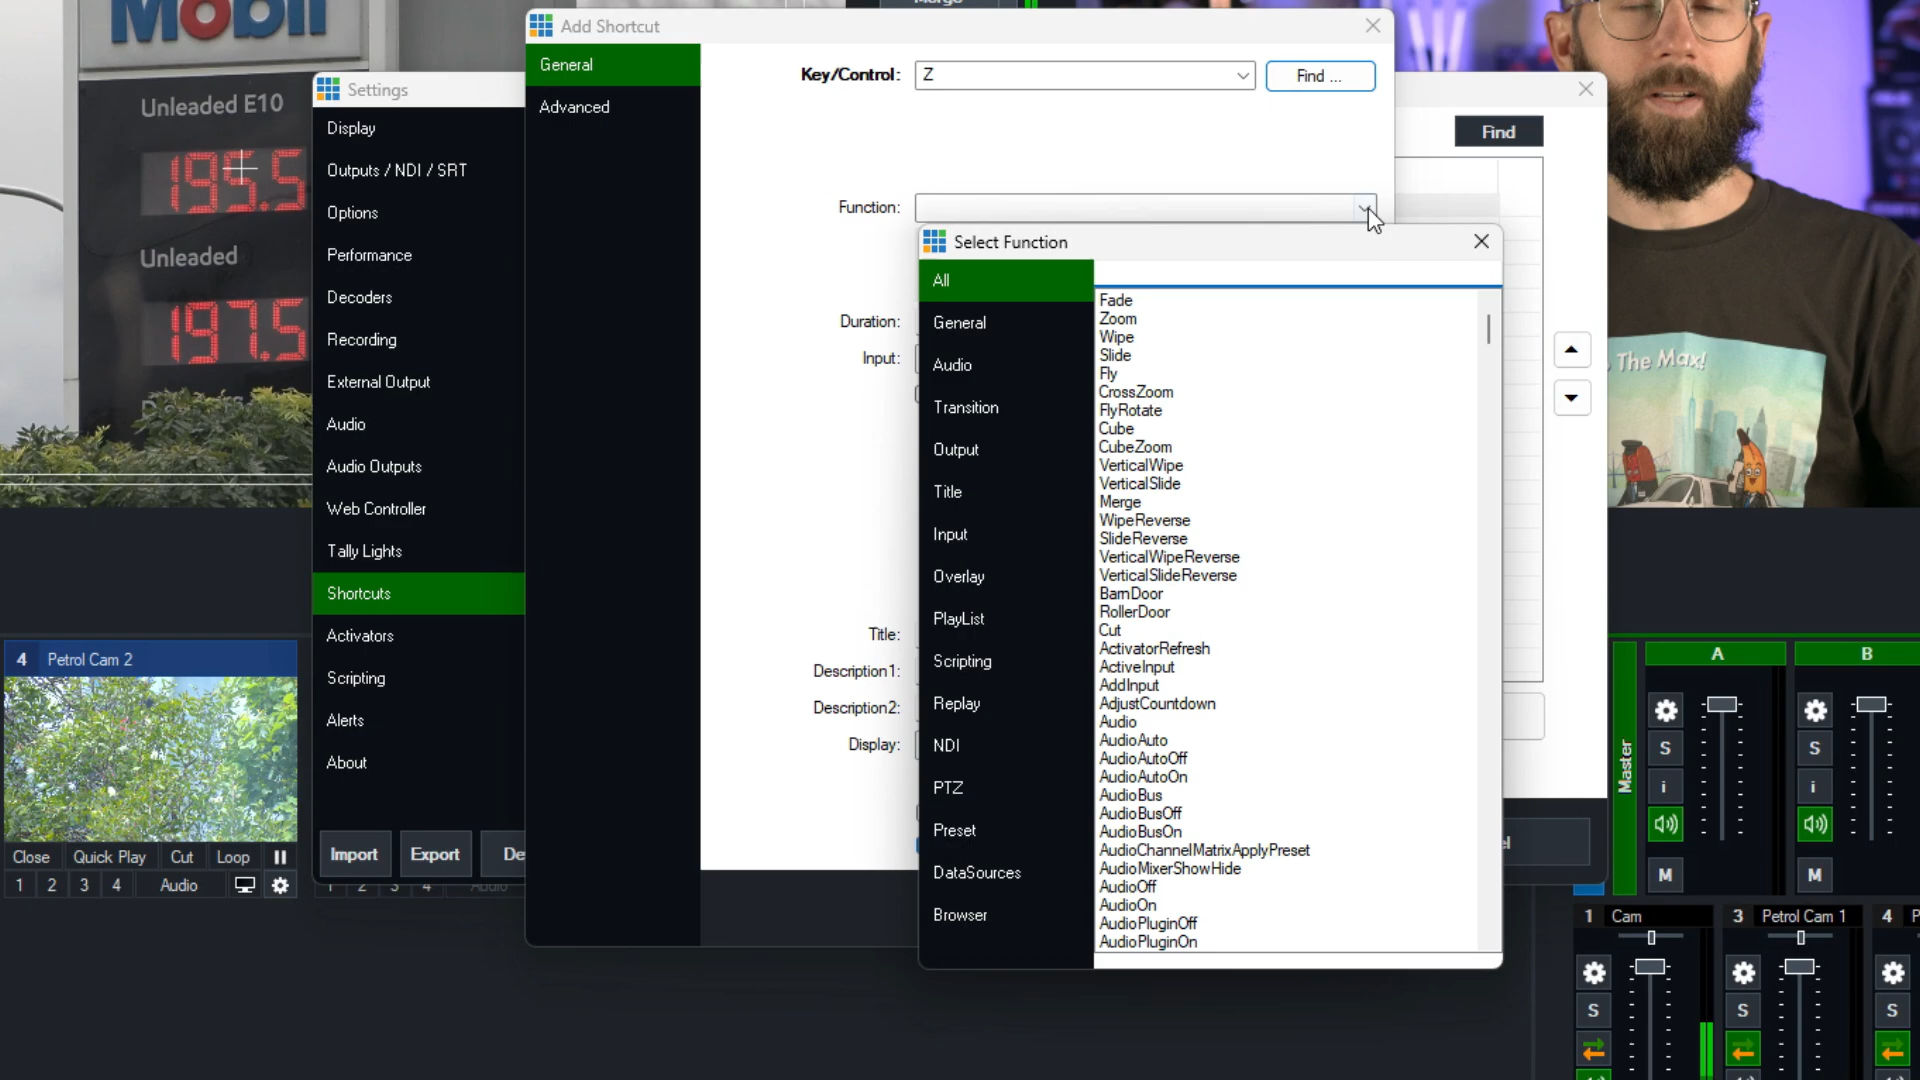 Mobil
Unleaded E10
195.5
Unleaded
197.5
Add Shortcut
General
Advanced
Key/Control:
Z
Find ...
Function:
Duration:
Input:
Title:
Description1:
Description2:
Display:
Settings
Display
Outputs / NDI / SRT
Options
Performance
Decoders
Recording
External Output
Audio
Audio Outputs
Web Controller
Tally Lights
Shortcuts
Activators
Scripting
Alerts
About
Import
Export
Find
Select Function
All
General
Audio
Transition
Output
Title
Input
Overlay
PlayList
Scripting
Replay
NDI
PTZ
Preset
DataSources
Browser
Fade
Zoom
Wipe
Slide
Fly
CrossZoom
FlyRotate
Cube
CubeZoom
VerticalWipe
VerticalSlide
Merge
WipeReverse
SlideReverse
VerticalWipeReverse
VerticalSlideReverse
BarnDoor
RollerDoor
Cut
ActivatorRefresh
ActiveInput
AddInput
AdjustCountdown
Audio
AudioAuto
AudioAutoOff
AudioAutoOn
AudioBus
AudioBusOff
AudioBusOn
AudioChannelMatrixApplyPreset
AudioMixerShowHide
AudioOff
AudioOn
AudioPluginOff
AudioPluginOn
The Max!
4 Petrol Cam 2
Close Quick Play Cut Loop
1 2 3 4 Audio
1 2 3 4 Audio
Master
A
B
S
S
i
i
M
M
1 Cam
3 Petrol Cam 1
4
S
S
S